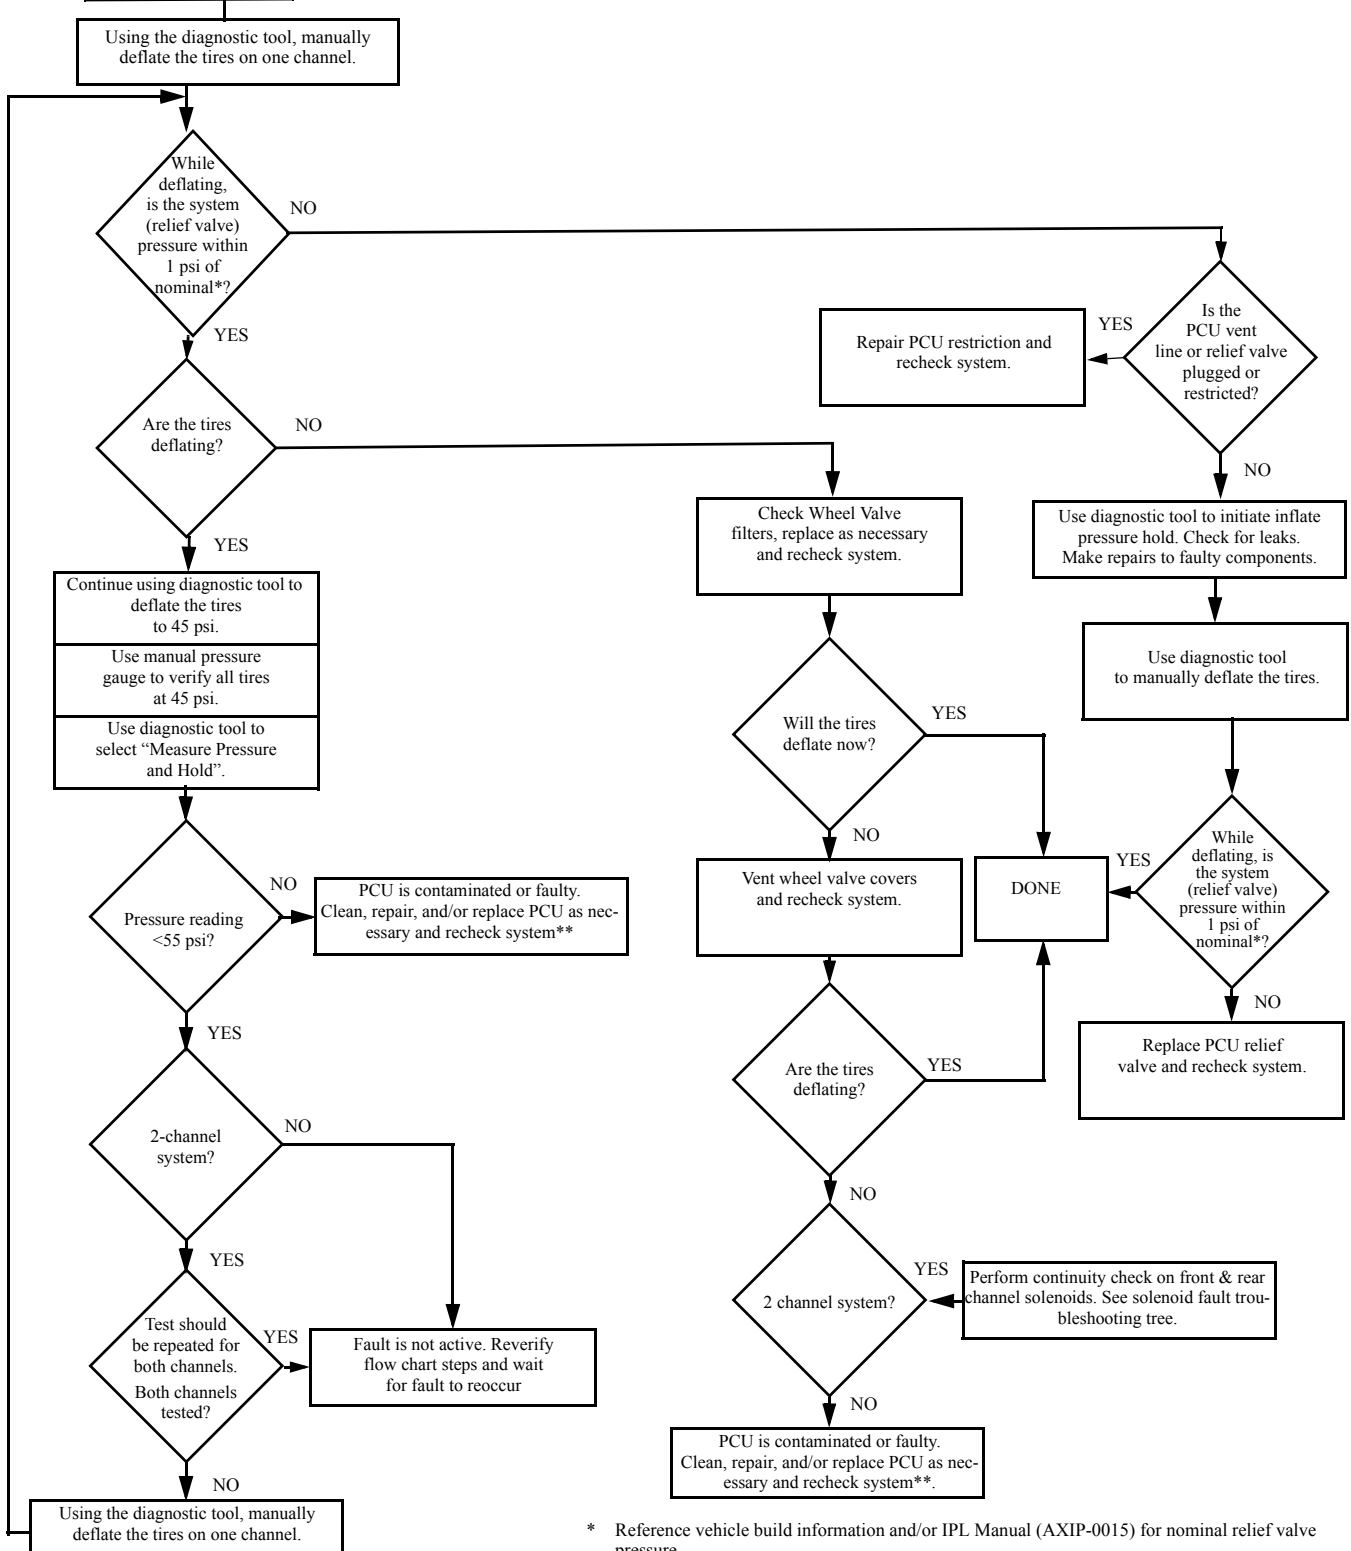 Using the diagnostic tool, manually
deflate the tires on one channel.
While
deflating,
is the system
(relief valve)
pressure within
1 psi of
nominal*?
NO
YES
Is the
PCU vent
line or relief valve
plugged or
restricted?
YES
Repair PCU restriction and
recheck system.
NO
Are the tires
deflating?
NO
YES
Check Wheel Valve
filters, replace as necessary
and recheck system.
Use diagnostic tool to initiate inflate
pressure hold. Check for leaks.
Make repairs to faulty components.
Continue using diagnostic tool to
deflate the tires
to 45 psi.
Use manual pressure
gauge to verify all tires
at 45 psi.
Use diagnostic tool to
select “Measure Pressure
and Hold”.
Use diagnostic tool
to manually deflate the tires.
Will the tires
deflate now?
YES
NO
While
deflating, is
the system
(relief valve)
pressure within
1 psi of
nominal*?
YES
NO
DONE
Pressure reading
<55 psi?
NO
PCU is contaminated or faulty.
Clean, repair, and/or replace PCU as nec-
essary and recheck system**
YES
Vent wheel valve covers
and recheck system.
Replace PCU relief
valve and recheck system.
Are the tires
deflating?
YES
NO
2-channel
system?
NO
YES
2 channel system?
YES
Perform continuity check on front & rear
channel solenoids. See solenoid fault trou-
bleshooting tree.
NO
Test should
be repeated for
both channels.
Both channels
tested?
YES
Fault is not active. Reverify
flow chart steps and wait
for fault to reoccur
NO
PCU is contaminated or faulty.
Clean, repair, and/or replace PCU as nec-
essary and recheck system**.
Using the diagnostic tool, manually
deflate the tires on one channel.
* Reference vehicle build information and/or IPL Manual (AXIP-0015) for nominal relief valve
pressure